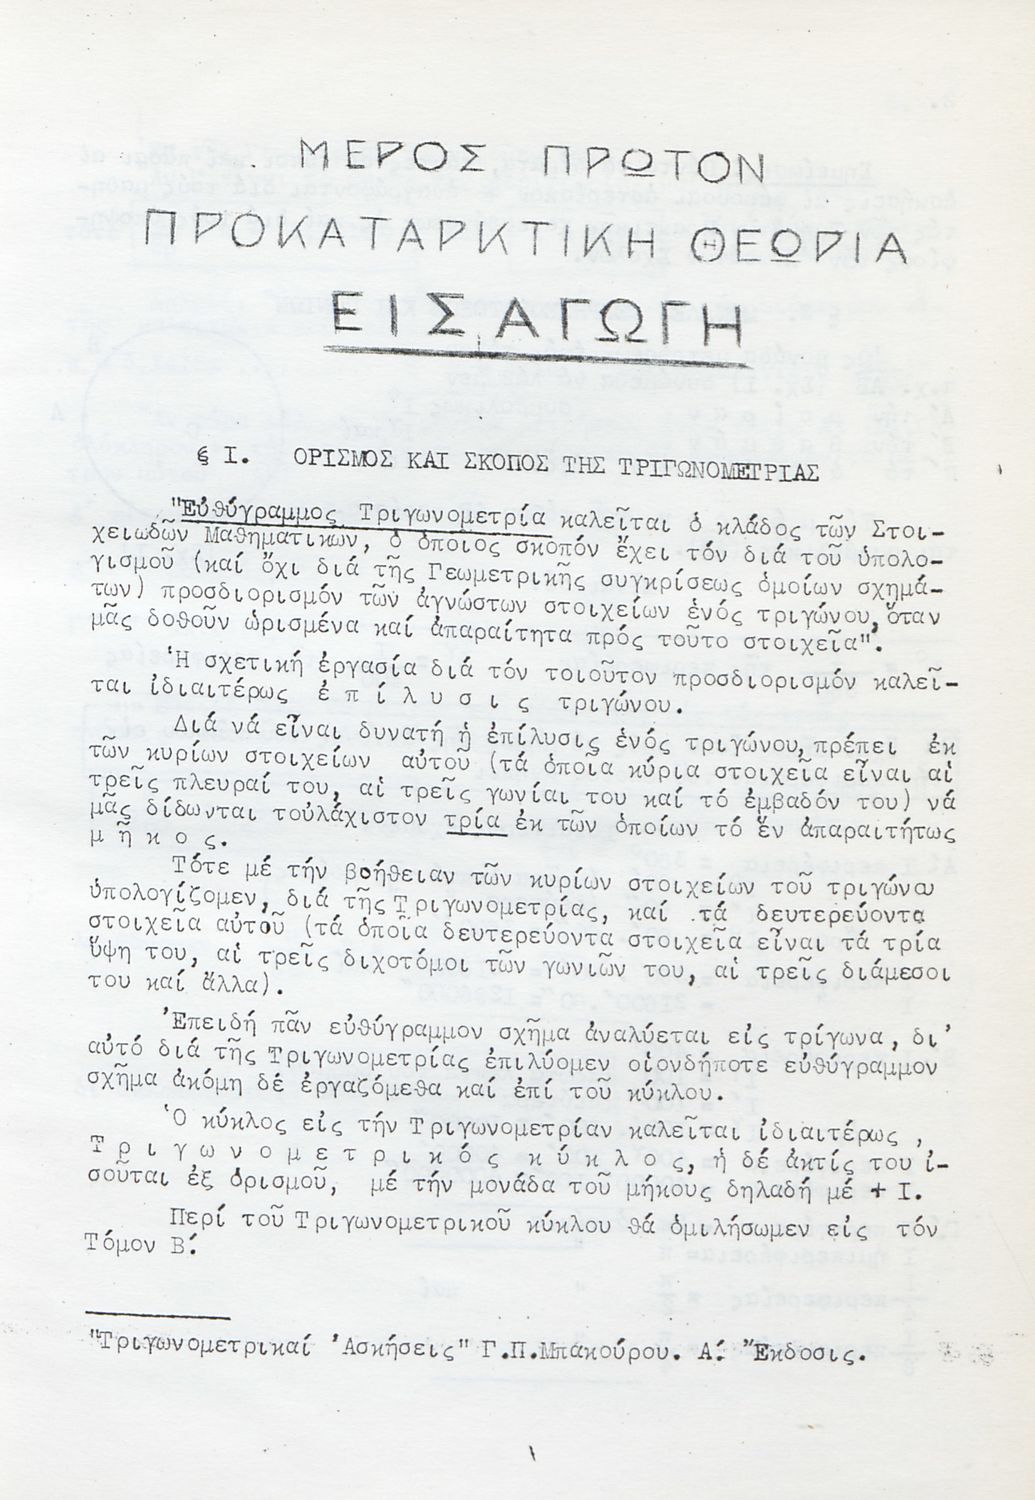 ΜΕΡΟΣ ΠΡΩΤΟΝ
ΠΡΟΚΑΤΑΡΚΤΙΚΗ ΘΕΩΡΙΑ
ΕΙΣΑΓΩΓΗ
§ I. ΟΡΙΣΜΟΣ ΚΑΙ ΣΚΟΠΟΣ ΤΗΣ ΤΡΙΓΩΝΟΜΕΤΡΙΑΣ
"Εὐθύγραμμος Τριγωνομετρία καλεῖται ὁ κλάδος τῶν Στοι-
χειωδῶν Μαθηματικῶν, ὁ ὁποῖος σκοπόν ἔχει τόν διά τοῦ ὑπολο-
γισμοῦ (καί ὄχι διά τῆς Γεωμετρικῆς συγκρίσεως ὁμοίων σχημά-
των) προσδιορισμόν τῶν ἀγνώστων στοιχείων ἑνός τριγώνου, ὅταν
μᾶς δοθοῦν ὡρισμένα καί ἀπαραίτητα πρός τοῦτο στοιχεῖα".
Ἡ σχετική ἐργασία διά τόν τοιοῦτον προσδιορισμόν καλεῖ-
ται ἰδιαιτέρως ἐ π ί λ υ σ ι ς τριγώνου.
Διά νά εἶναι δυνατή ἡ ἐπίλυσις ἑνός τριγώνου, πρέπει ἐκ
τῶν κυρίων στοιχείων αὐτοῦ (τά ὁποῖα κύρια στοιχεῖα εἶναι αἱ
τρεῖς πλευραί του, αἱ τρεῖς γωνίαι του καί τό ἐμβαδόν του) νά
μᾶς δίδωνται τοὐλάχιστον τρία ἐκ τῶν ὁποίων τό ἕν ἀπαραιτήτως
μ ῆ κ ο ς.
Τότε μέ τήν βοήθειαν τῶν κυρίων στοιχείων τοῦ τριγώνου
ὑπολογίζομεν, διά τῆς Τριγωνομετρίας, καί τά δευτερεύοντα
στοιχεῖα αὐτοῦ (τά ὁποῖα δευτερεύοντα στοιχεῖα εἶναι τά τρία
ὕψη του, αἱ τρεῖς διχοτόμοι τῶν γωνιῶν του, αἱ τρεῖς διάμεσοι
του καί ἄλλα).
Ἐπειδή πᾶν εὐθύγραμμον σχῆμα ἀναλύεται εἰς τρίγωνα, δι'
αὐτό διά τῆς Τριγωνομετρίας ἐπιλύομεν οἱονδήποτε εὐθύγραμμον
σχῆμα ἀκόμη δέ ἐργαζόμεθα καί ἐπί τοῦ κύκλου.
Ὁ κύκλος εἰς τήν Τριγωνομετρίαν καλεῖται ἰδιαιτέρως ,
Τ ρ ι γ ω ν ο μ ε τ ρ ι κ ό ς κ ύ κ λ ο ς, ἡ δέ ἀκτίς του ἰ-
σοῦται ἐξ ὁρισμοῦ, μέ τήν μονάδα τοῦ μήκους δηλαδή μέ + I.
Περί τοῦ Τριγωνομετρικοῦ κύκλου θά ὁμιλήσωμεν εἰς τόν
Τόμον Β΄.
"Τριγωνομετρικαί Ἀσκήσεις" Γ.Π.Μπακούρου. Α΄. Ἔκδοσις.